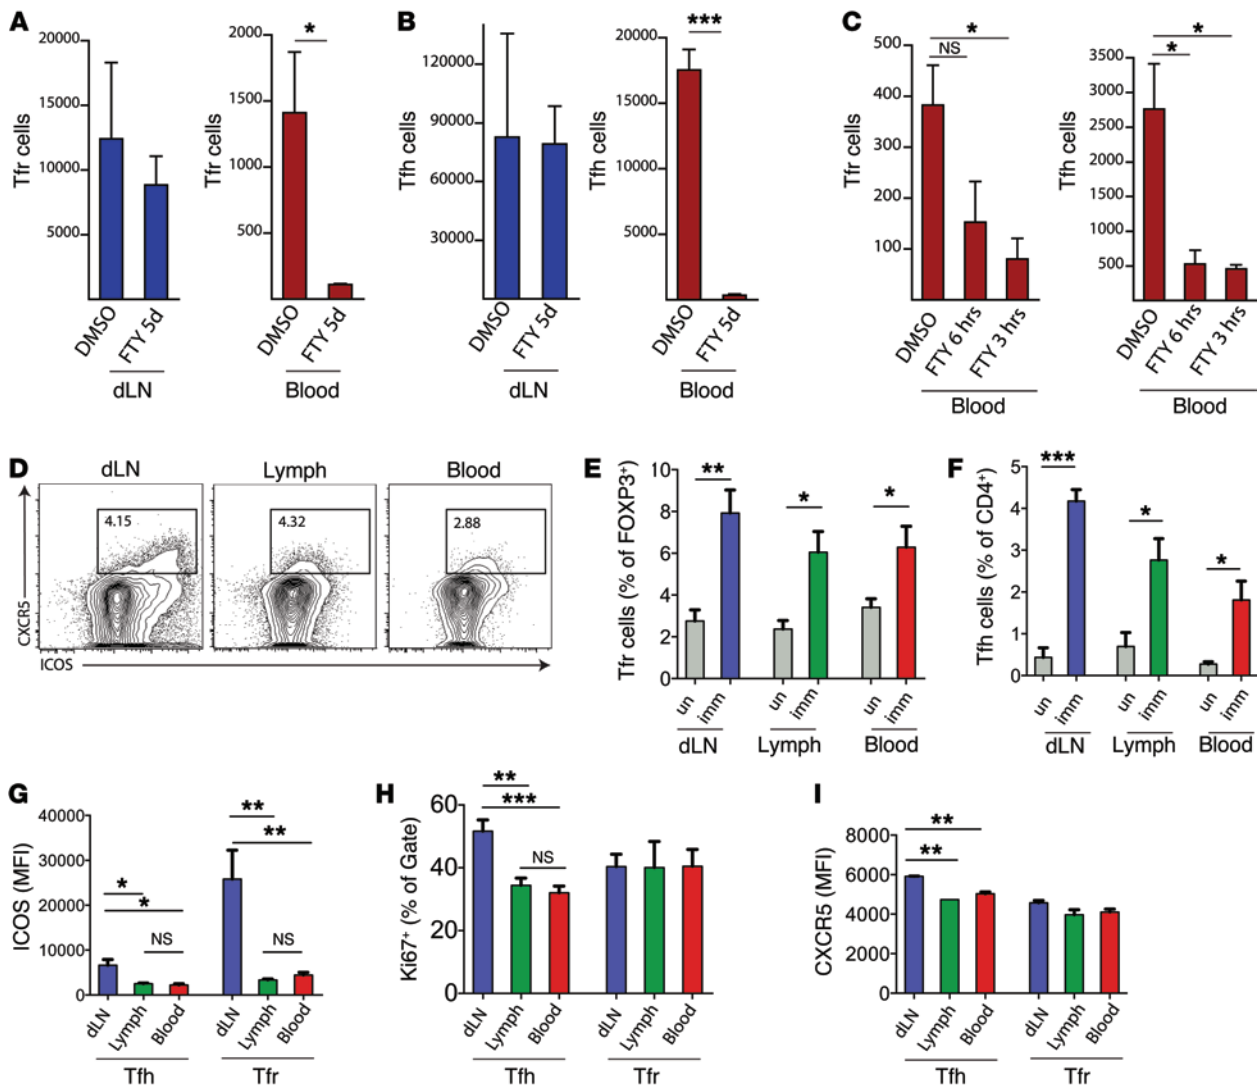 A
Tfr cells
20000
15000
10000
5000
DMSO
FTY 5d
dLN
Tfr cells
2000
1500
1000
500
*
DMSO
FTY 5d
Blood
B
Tfh cells
120000
90000
60000
30000
DMSO
FTY 5d
dLN
Tfh cells
20000
15000
10000
5000
***
DMSO
FTY 5d
Blood
C
Tfr cells
500
400
300
200
100
*
NS
DMSO
FTY 6 hrs
FTY 3 hrs
Blood
Tfh cells
3500
3000
2500
2000
1500
1000
500
*
*
DMSO
FTY 6 hrs
FTY 3 hrs
Blood
D
dLN
Lymph
Blood
4.15
4.32
2.88
CXCR5
ICOS
E
Tfr cells (% of FOXP3⁺)
10
8
6
4
2
0
**
*
*
un
imm
un
imm
un
imm
dLN
Lymph
Blood
F
Tfh cells (% of CD4⁺)
5
4
3
2
1
0
***
*
*
un
imm
un
imm
un
imm
dLN
Lymph
Blood
G
ICOS (MFI)
40000
30000
20000
10000
0
*
*
NS
**
**
NS
dLN
Lymph
Blood
dLN
Lymph
Blood
Tfh
Tfr
H
Ki67⁺ (% of Gate)
60
40
20
0
**
***
NS
dLN
Lymph
Blood
dLN
Lymph
Blood
Tfh
Tfr
I
CXCR5 (MFI)
8000
6000
4000
2000
0
**
**
dLN
Lymph
Blood
dLN
Lymph
Blood
Tfh
Tfr